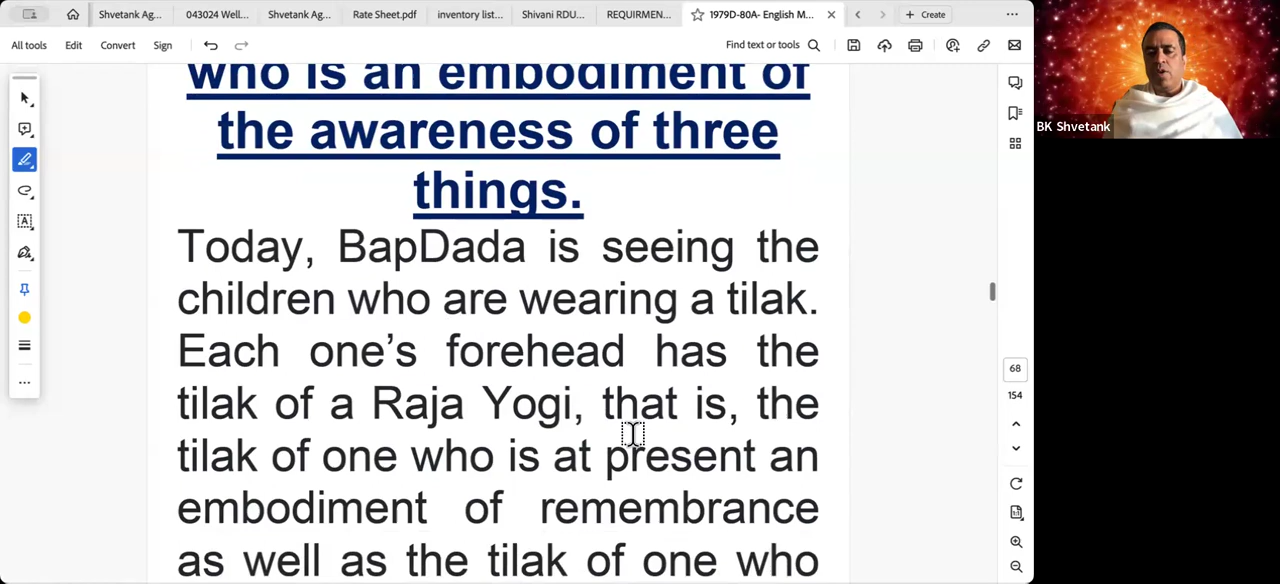 Shvetank Ag...
043024 Well...
Shvetank Ag...
Rate Sheet.pdf
inventory list...
Shivani RDU...
REQUIRMEN...
1979D-80A- English M...
Create
All tools
Edit
Convert
Sign
Find text or tools
BK Shvetank
who is an embodiment of
the awareness of three
things.
Today, BapDada is seeing the
children who are wearing a tilak.
Each one’s forehead has the
tilak of a Raja Yogi, that is, the
tilak of one who is at present an
embodiment of remembrance
as well as the tilak of one who
68
154